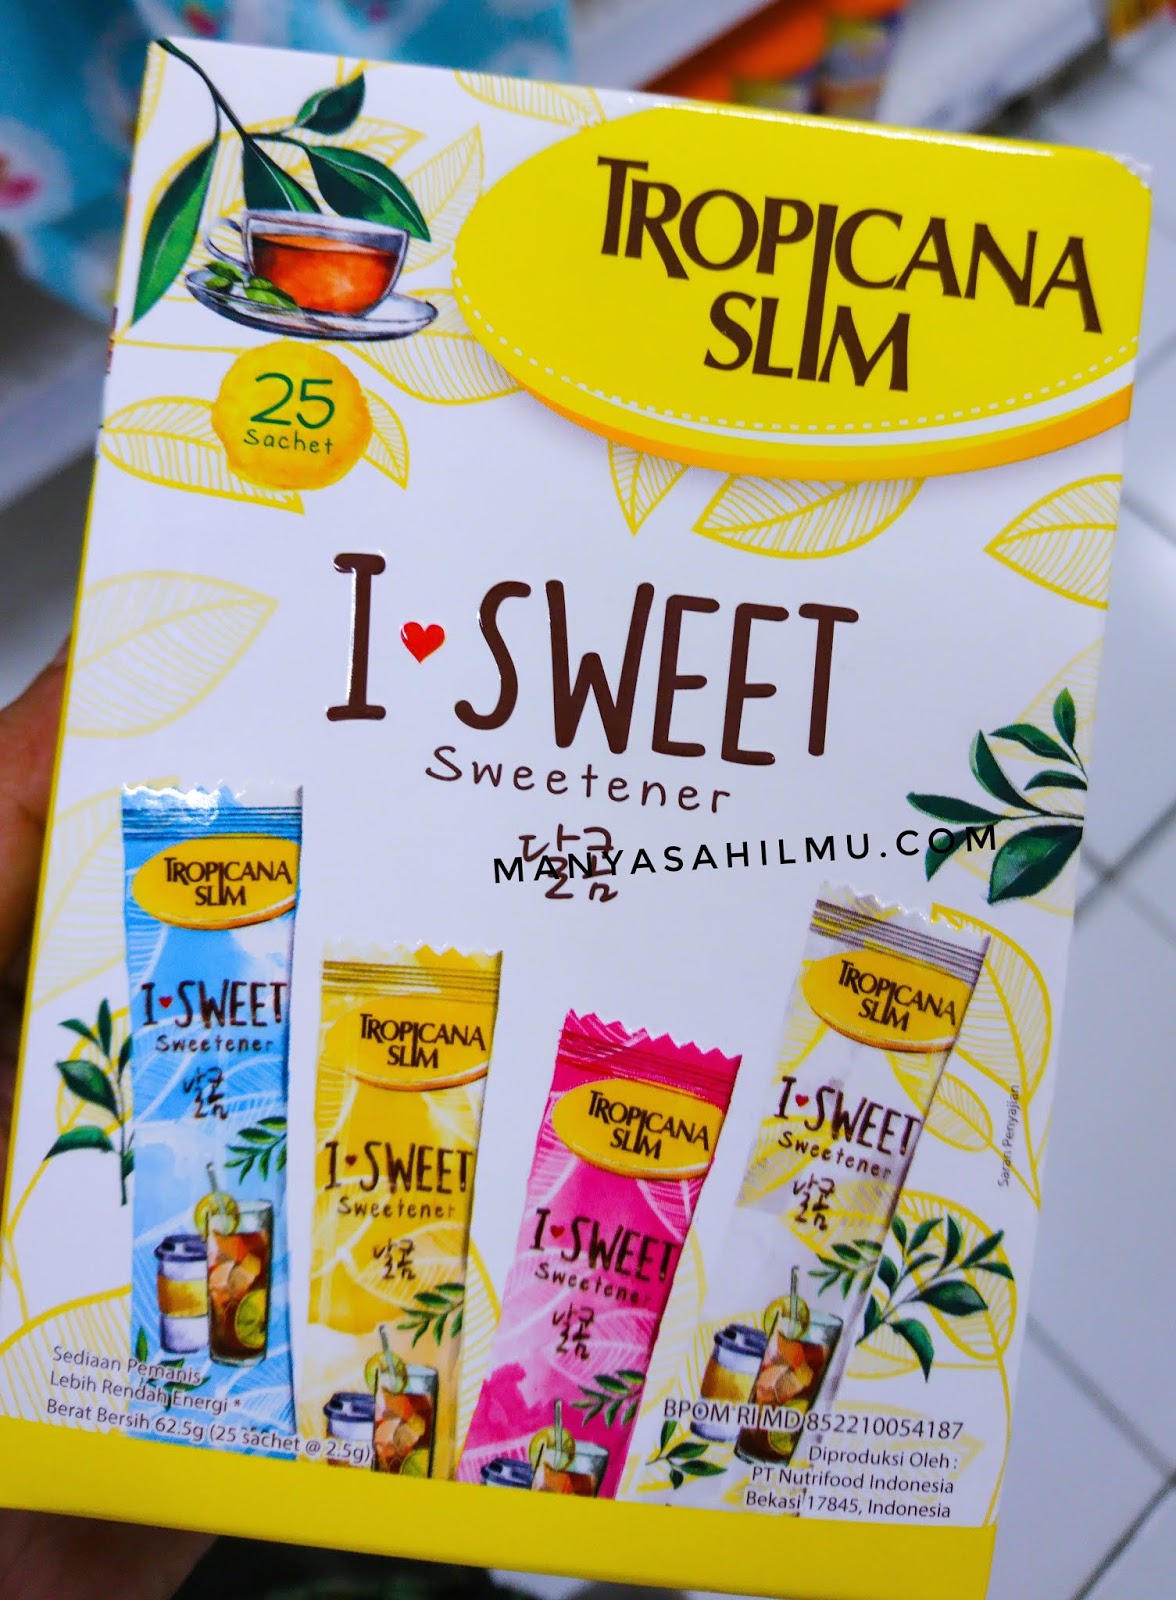 TROPICANA
SLIM
25
Sachet
I ♥ SWEET
Sweetener
달콤
MANYASAHILMU.COM
TROPICANA
SLIM
I ♥ SWEET
Sweetener
달콤
TROPICANA
SLIM
I ♥ SWEET
Sweetener
달콤
TROPICANA
SLIM
I ♥ SWEET
Sweetener
달콤
TROPICANA
SLIM
I ♥ SWEET
Sweetener
달콤
Saran Penyajian
Sediaan Pemanis
Lebih Rendah Energi *
Berat Bersih 62.5g (25 sachet @ 2.5g)
BPOM RI MD 852210054187
Diproduksi Oleh :
PT Nutrifood Indonesia
Bekasi 17845, Indonesia